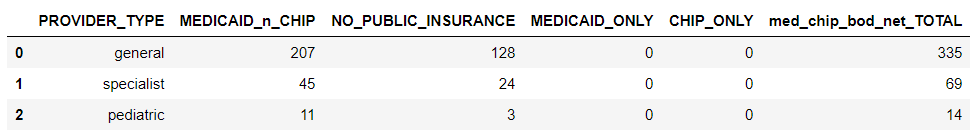 PROVIDER_TYPE MEDICAID_n_CHIP NO_PUBLIC_INSURANCE MEDICAID_ONLY CHIP_ONLY med_chip_bod_net_TOTAL
0 general 207 128 0 0 335
1 specialist 45 24 0 0 69
2 pediatric 11 3 0 0 14